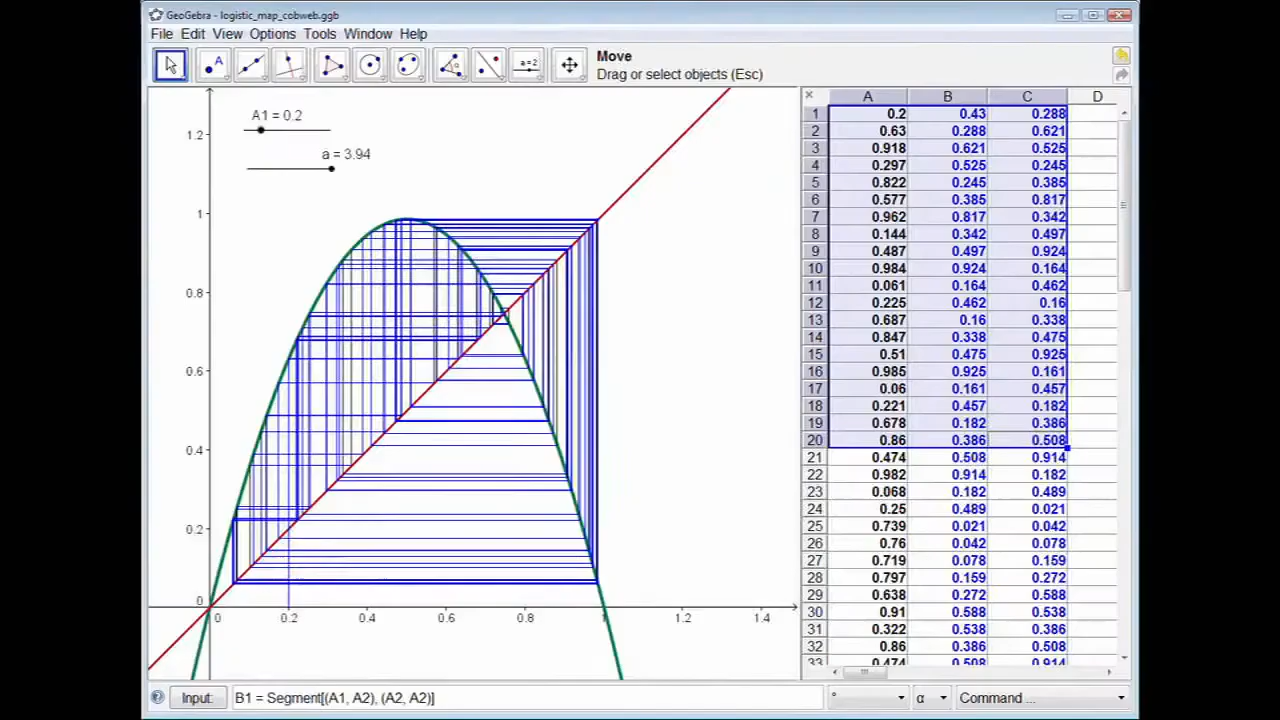 GeoGebra - logistic_map_cobweb.ggb
File Edit View Options Tools Window Help
A
a=2
Move
Drag or select objects (Esc)
A1 = 0.2
a = 3.94
1.2
1
0.8
0.6
0.4
0.2
0
0 0.2 0.4 0.6 0.8 1 1.2 1.4
A B C D
1 0.2 0.43 0.288
2 0.63 0.288 0.621
3 0.918 0.621 0.525
4 0.297 0.525 0.245
5 0.822 0.245 0.385
6 0.577 0.385 0.817
7 0.962 0.817 0.342
8 0.144 0.342 0.497
9 0.487 0.497 0.924
10 0.984 0.924 0.164
11 0.061 0.164 0.462
12 0.225 0.462 0.16
13 0.687 0.16 0.338
14 0.847 0.338 0.475
15 0.51 0.475 0.925
16 0.985 0.925 0.161
17 0.06 0.161 0.457
18 0.221 0.457 0.182
19 0.678 0.182 0.386
20 0.86 0.386 0.508
21 0.474 0.508 0.914
22 0.982 0.914 0.182
23 0.068 0.182 0.489
24 0.25 0.489 0.021
25 0.739 0.021 0.042
26 0.76 0.042 0.078
27 0.719 0.078 0.159
28 0.797 0.159 0.272
29 0.638 0.272 0.588
30 0.91 0.588 0.538
31 0.322 0.538 0.386
32 0.86 0.386 0.508
33 0.474 0.508 0.914
Input: B1 = Segment[(A1, A2), (A2, A2)] ° α Command ...